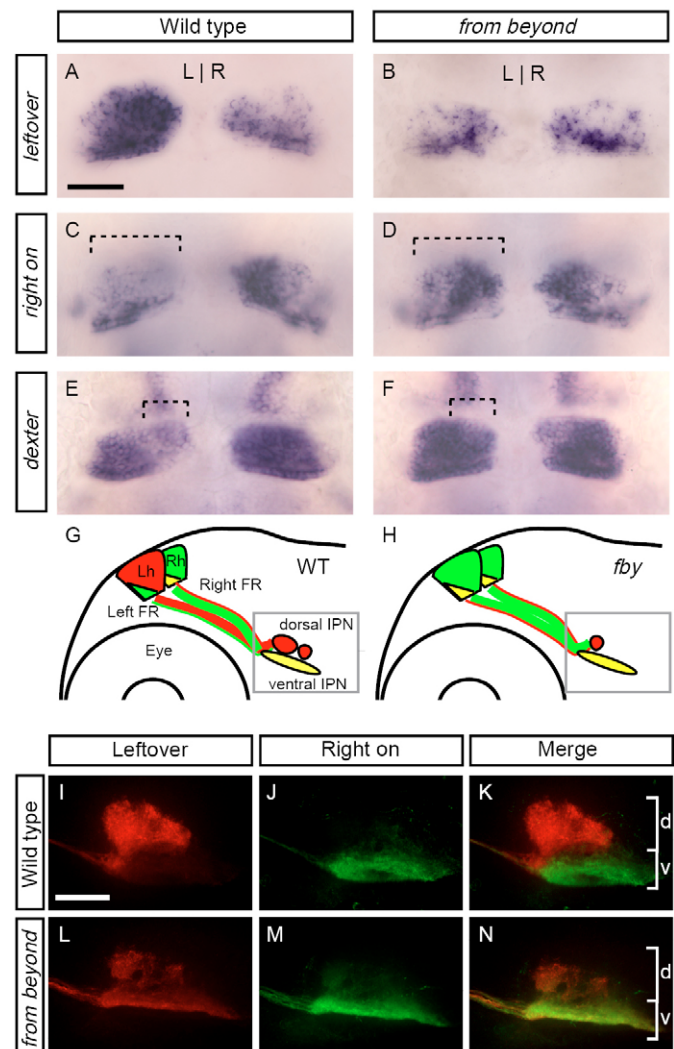 Wild type
from beyond
leftover
A
L | R
B
L | R
right on
C
D
dexter
E
F
G
Lh
Rh
WT
Right FR
Left FR
dorsal IPN
Eye
ventral IPN
H
fby
Leftover
Right on
Merge
Wild type
I
J
K
d
v
from beyond
L
M
N
d
v